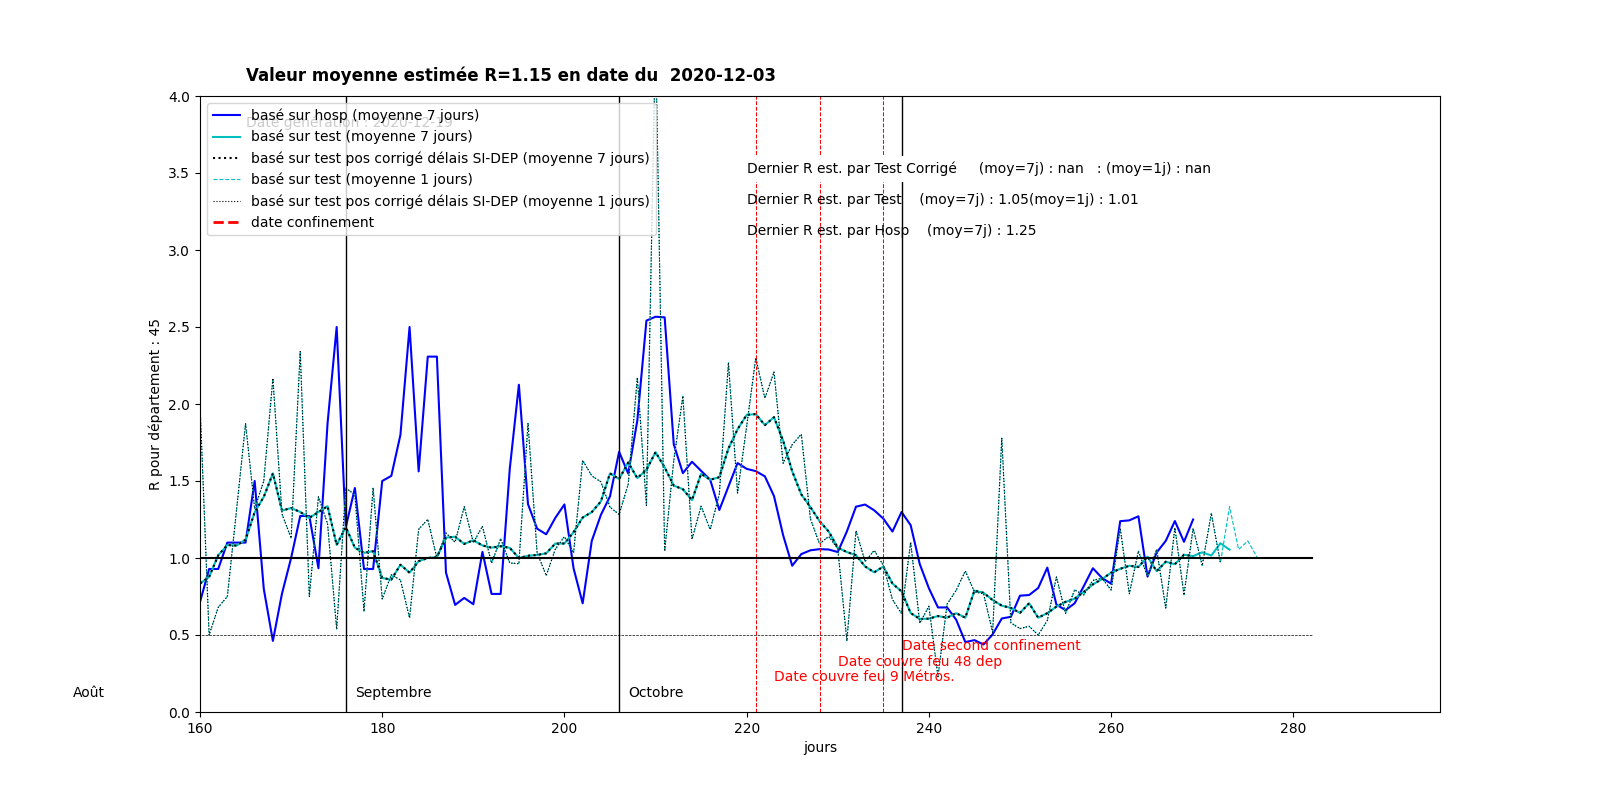 Valeur moyenne estimée R=1.15 en date du  2020-12-03
Date génération : 2020-12-19
basé sur hosp (moyenne 7 jours)
basé sur test (moyenne 7 jours)
basé sur test pos corrigé délais SI-DEP (moyenne 7 jours)
basé sur test (moyenne 1 jours)
basé sur test pos corrigé délais SI-DEP (moyenne 1 jours)
date confinement
Dernier R est. par Test Corrigé     (moy=7j) : nan   : (moy=1j) : nan
Dernier R est. par Test    (moy=7j) : 1.05(moy=1j) : 1.01
Dernier R est. par Hosp    (moy=7j) : 1.25
R pour département : 45
4.0
3.5
3.0
2.5
2.0
1.5
1.0
0.5
0.0
Date second confinement
Date couvre feu 48 dep
Date couvre feu 9 Métros.
Août
Septembre
Octobre
160
180
200
220
240
260
280
jours